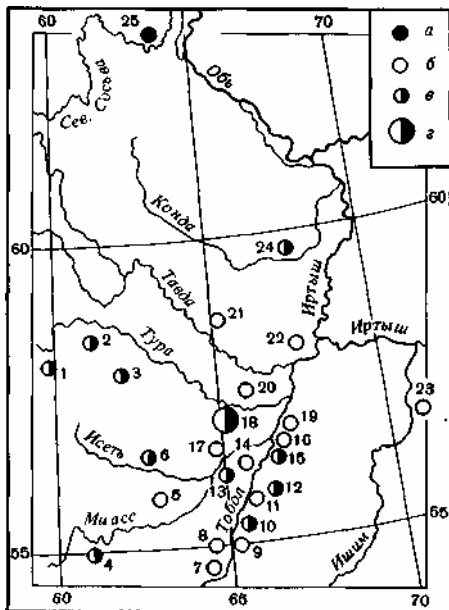 60
25
70
а
б
в
г
Обь
Сев. Сосьва
60°
Конда
60
24
Тавда
21
Иртыш
22
Иртыш
2
Тура
1
3
20
23
18
19
Исеть
17
16
6
14
15
13
12
5
Тобол
11
Миасс
10
Ишим
8
9
55
55
4
7
60
66
70